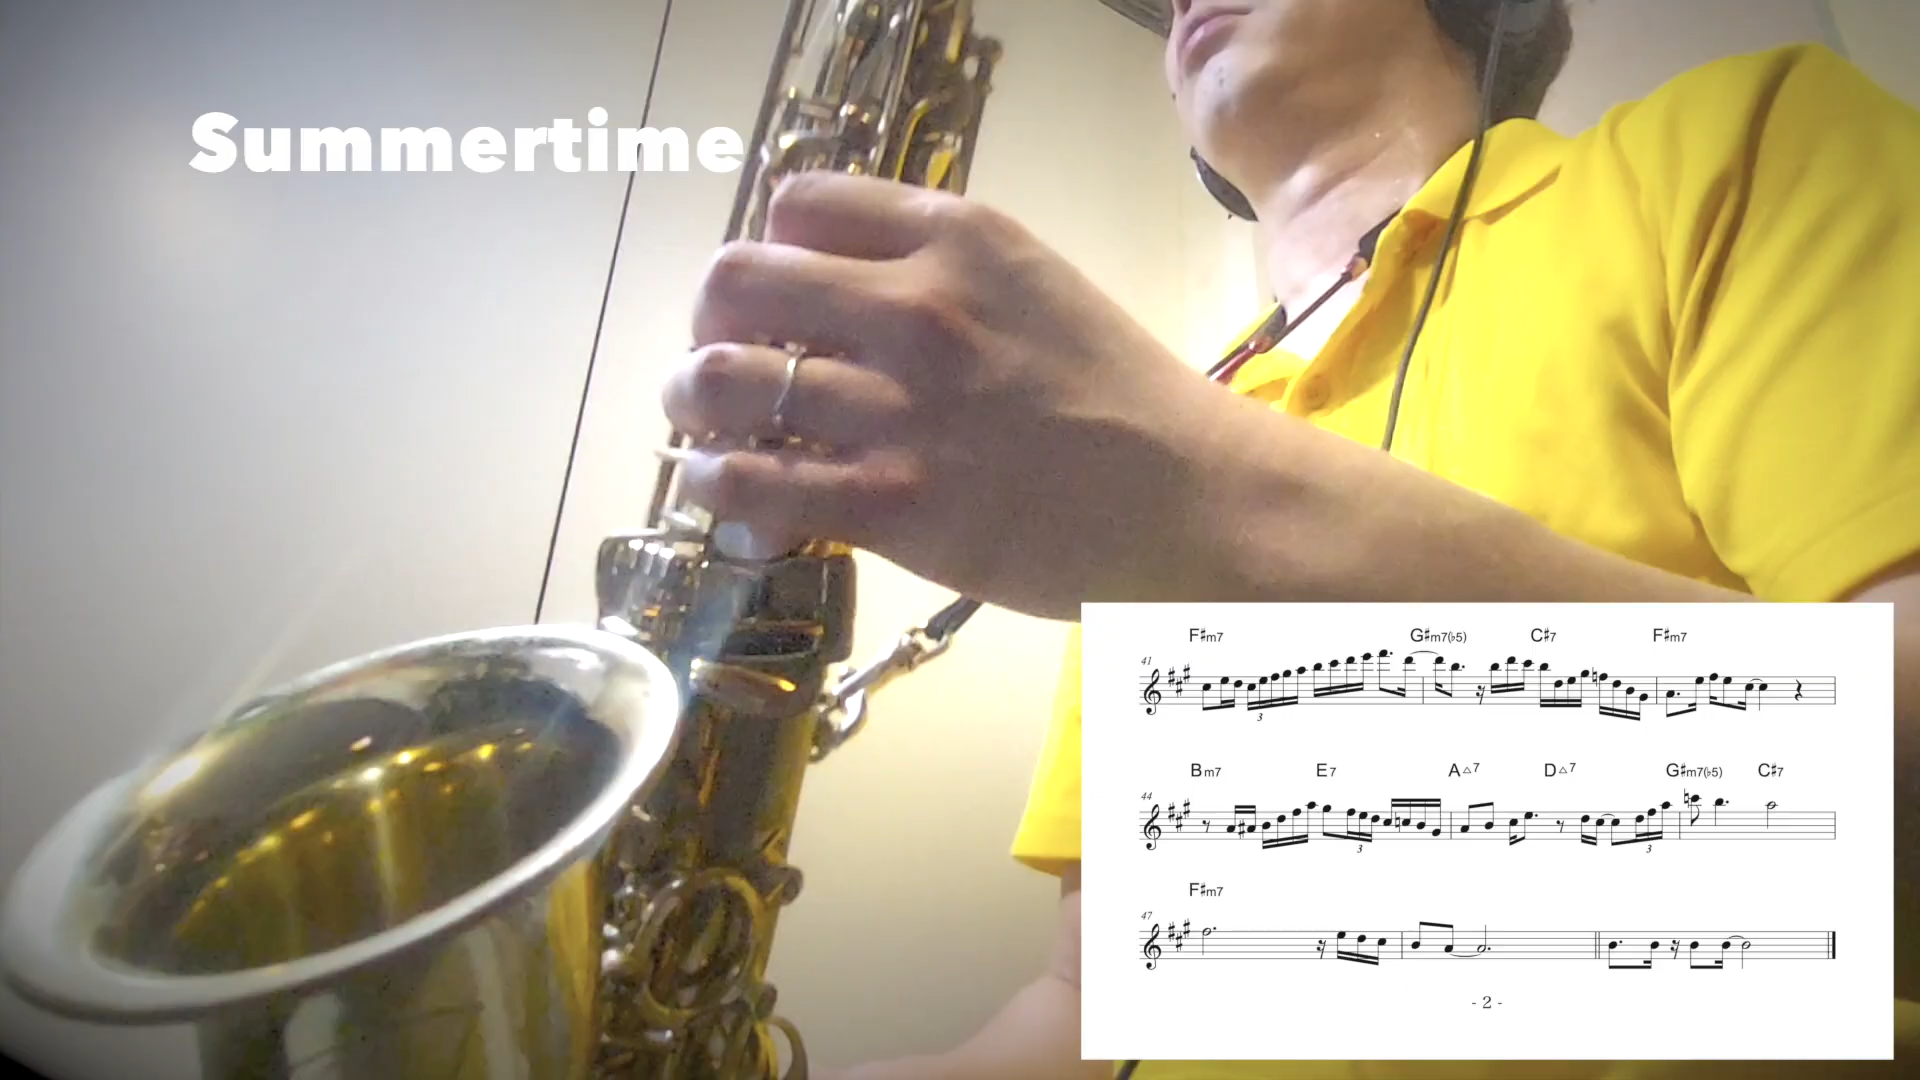 Summertime
F♯m7 G♯m7(♭5) C♯7 F♯m7
41
3
Bm7 E7 A△7 D△7 G♯m7(♭5) C♯7
44
3 3
F♯m7
47
- 2 -